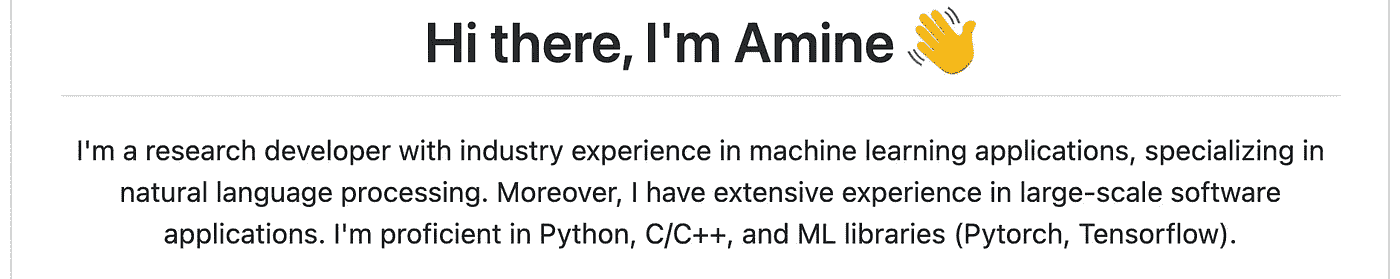 Hi there, I'm Amine 👋
I'm a research developer with industry experience in machine learning applications, specializing in
natural language processing. Moreover, I have extensive experience in large-scale software
applications. I'm proficient in Python, C/C++, and ML libraries (Pytorch, Tensorflow).